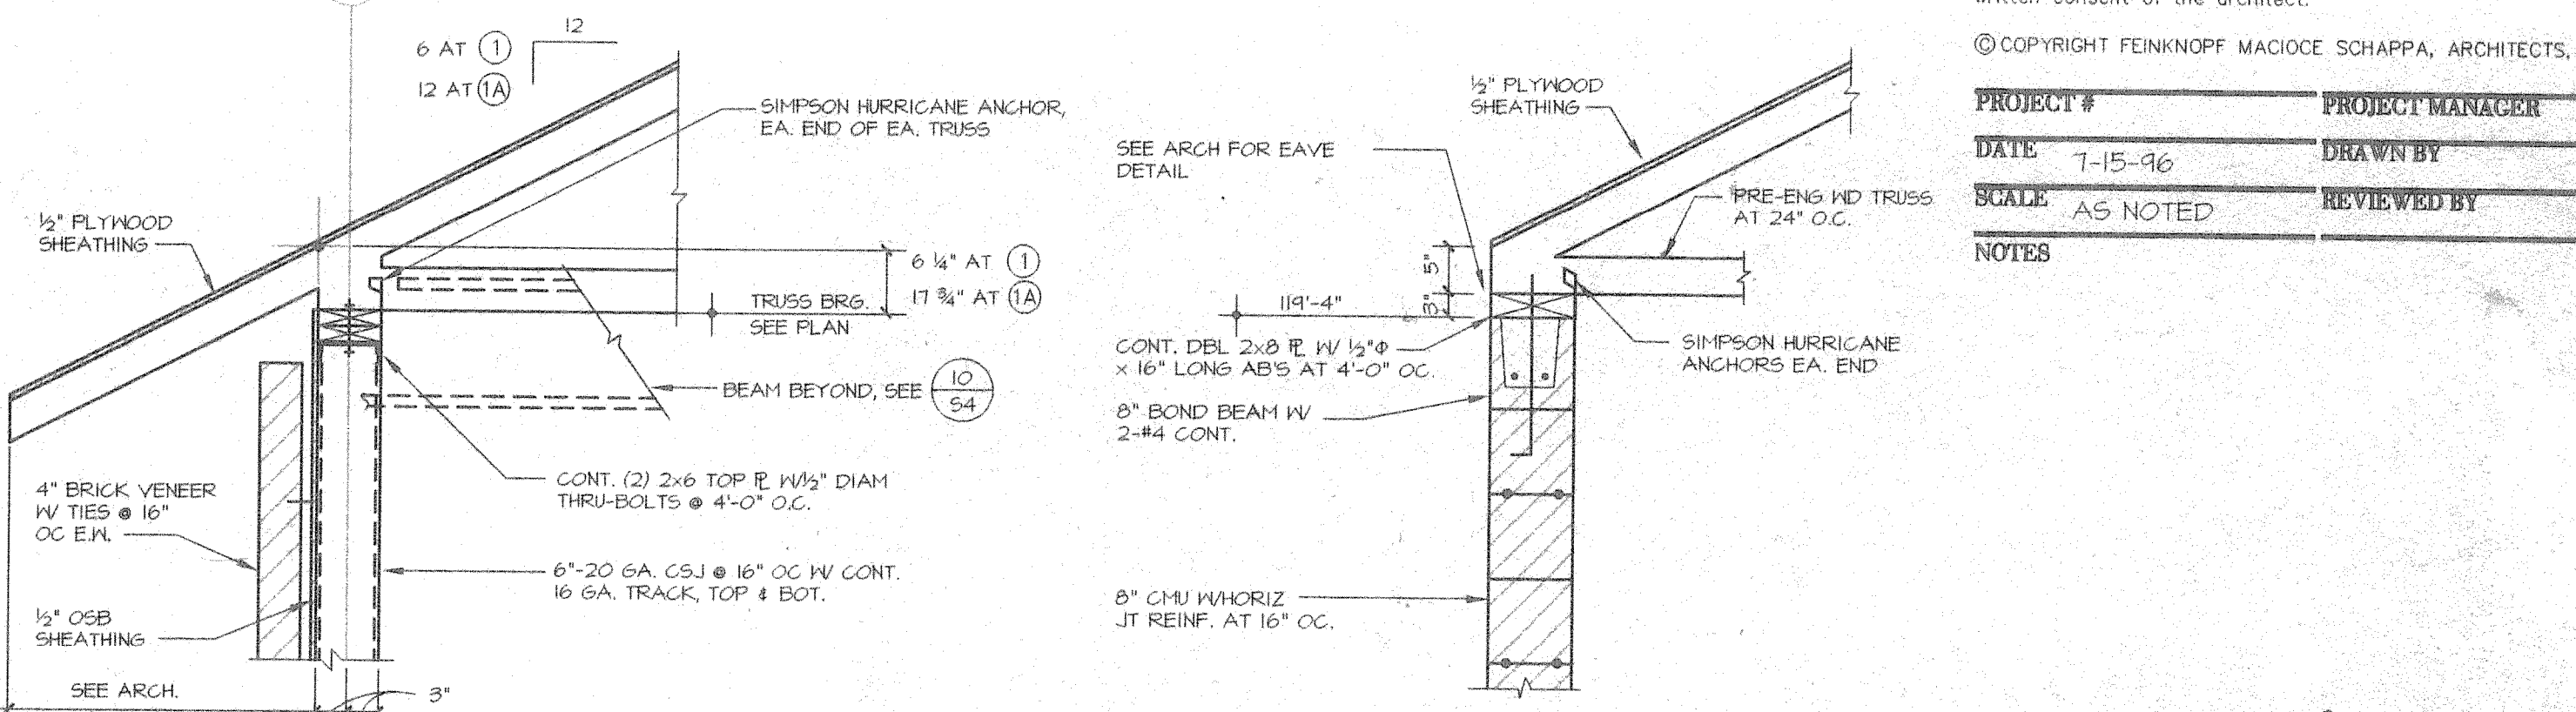 written consent of the architect.
© COPYRIGHT FEINKNOPF MACIOCE SCHAPPA, ARCHITECTS,
PROJECT #
PROJECT MANAGER
DATE 7-15-96
DRAWN BY
SCALE AS NOTED
REVIEWED BY
NOTES
12
6 AT 1
12 AT 1A
SIMPSON HURRICANE ANCHOR,
EA. END OF EA. TRUSS
½" PLYWOOD
SHEATHING
6 ¼" AT 1
17 ¾" AT 1A
TRUSS BRG.
SEE PLAN
BEAM BEYOND, SEE 10
S4
CONT. (2) 2x6 TOP PL W/½" DIAM
THRU-BOLTS @ 4'-0" O.C.
4" BRICK VENEER
W/ TIES @ 16"
OC E.W.
6"-20 GA. CSJ @ 16" OC W/ CONT.
16 GA. TRACK, TOP & BOT.
½" OSB
SHEATHING
SEE ARCH.
3"
½" PLYWOOD
SHEATHING
SEE ARCH FOR EAVE
DETAIL
PRE-ENG WD TRUSS
AT 24" O.C.
5"
3"
119'-4"
CONT. DBL 2x8 PL W/ ½"Φ
x 16" LONG AB'S AT 4'-0" OC.
SIMPSON HURRICANE
ANCHORS EA. END
8" BOND BEAM W/
2-#4 CONT.
8" CMU W/HORIZ
JT REINF. AT 16" OC.